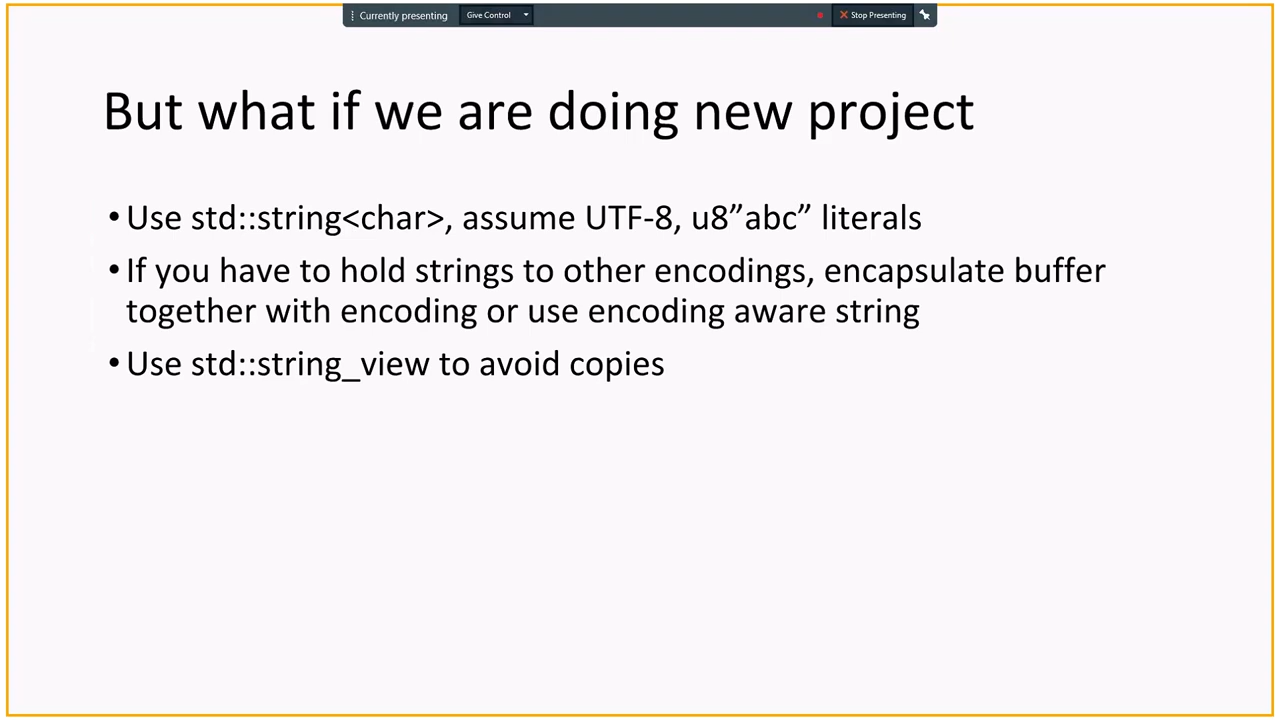 Currently presenting Give Control Stop Presenting
But what if we are doing new project
•Use std::string<char>, assume UTF-8, u8”abc” literals
•If you have to hold strings to other encodings, encapsulate buffer
together with encoding or use encoding aware string
•Use std::string_view to avoid copies